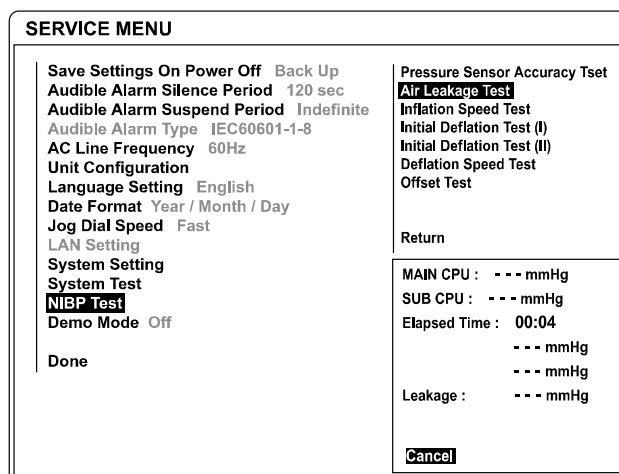 SERVICE MENU
Save Settings On Power Off Back Up
Audible Alarm Silence Period 120 sec
Audible Alarm Suspend Period Indefinite
Audible Alarm Type IEC60601-1-8
AC Line Frequency 60Hz
Unit Configuration
Language Setting English
Date Format Year / Month / Day
Jog Dial Speed Fast
LAN Setting
System Setting
System Test
NIBP Test
Demo Mode Off
Done
Pressure Sensor Accuracy Tset
Air Leakage Test
Inflation Speed Test
Initial Deflation Test (I)
Initial Deflation Test (II)
Deflation Speed Test
Offset Test
Return
MAIN CPU : - - - mmHg
SUB CPU : - - - mmHg
Elapsed Time : 00:04
- - - mmHg
- - - mmHg
Leakage : - - - mmHg
Cancel